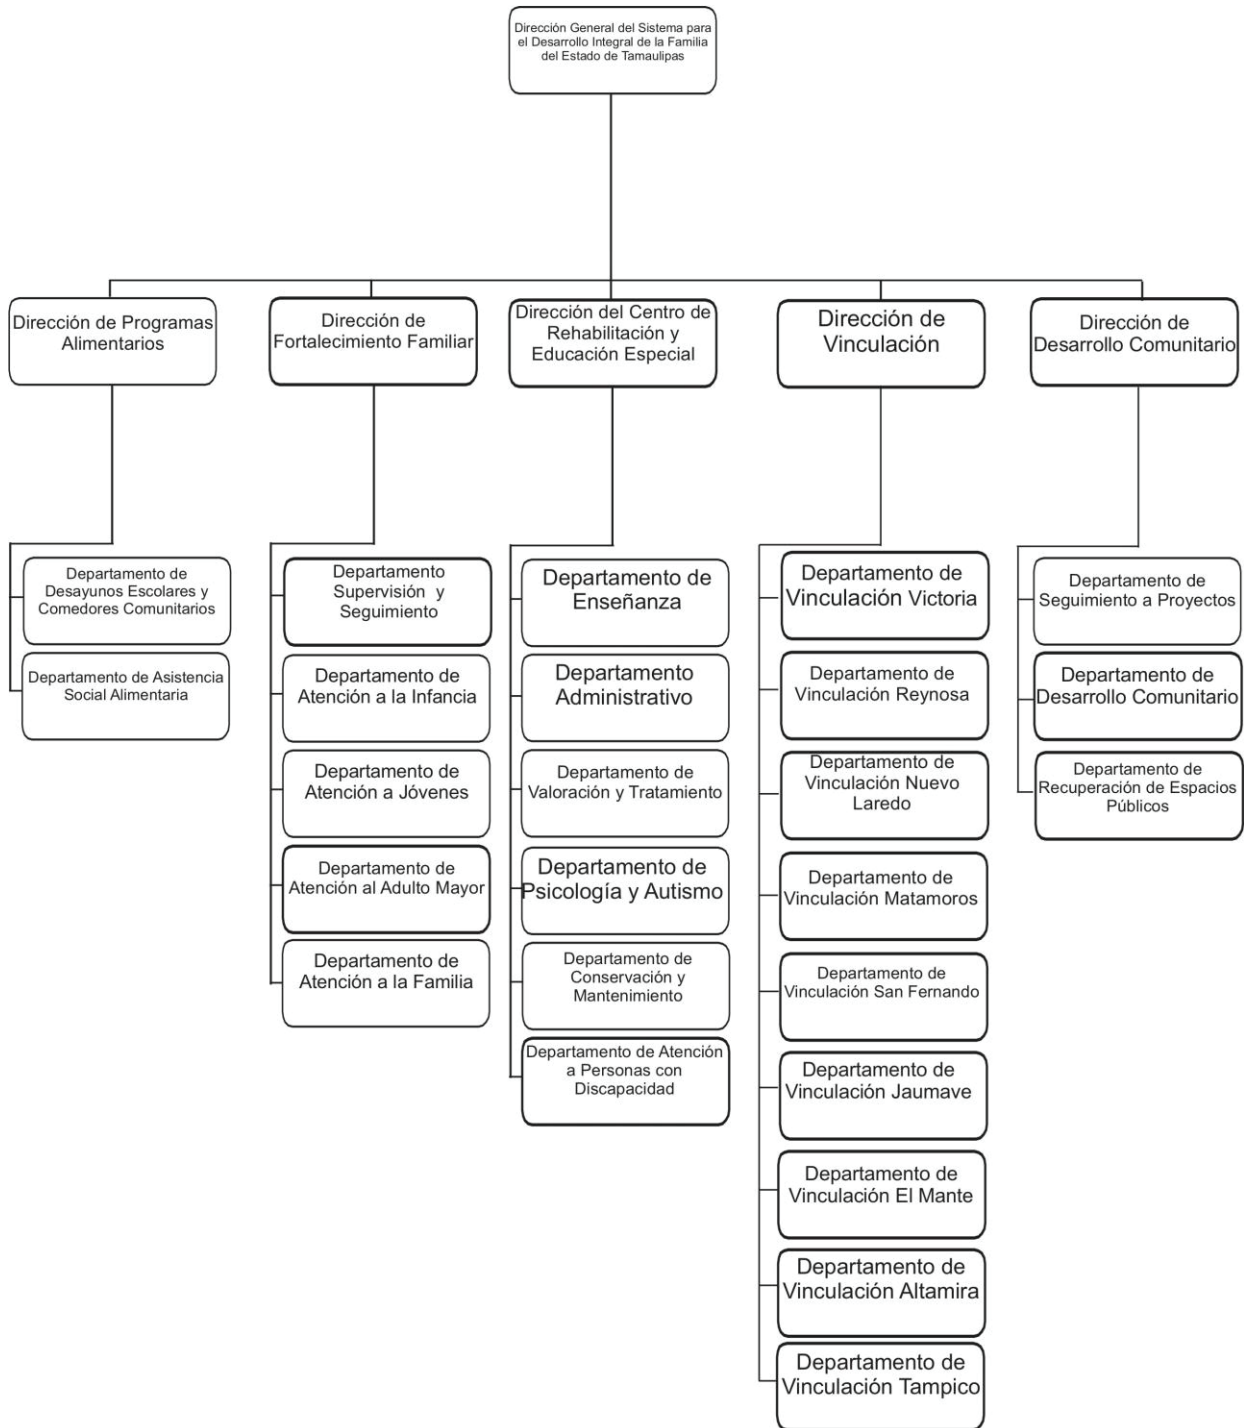 Dirección General del Sistema para
el Desarrollo Integral de la Familia
del Estado de Tamaulipas
Dirección de Programas
Alimentarios
Dirección de
Fortalecimiento Familiar
Dirección del Centro de
Rehabilitación y
Educación Especial
Dirección de
Vinculación
Dirección de
Desarrollo Comunitario
Departamento de
Desayunos Escolares y
Comedores Comunitarios
Departamento de Asistencia
Social Alimentaria
Departamento
Supervisión y
Seguimiento
Departamento de
Atención a la Infancia
Departamento de
Atención a Jóvenes
Departamento de
Atención al Adulto Mayor
Departamento de
Atención a la Familia
Departamento de
Enseñanza
Departamento
Administrativo
Departamento de
Valoración y Tratamiento
Departamento de
Psicología y Autismo
Departamento de
Conservación y
Mantenimiento
Departamento de Atención
a Personas con
Discapacidad
Departamento de
Vinculación Victoria
Departamento de
Vinculación Reynosa
Departamento de
Vinculación Nuevo
Laredo
Departamento de
Vinculación Matamoros
Departamento de
Vinculación San Fernando
Departamento de
Vinculación Jaumave
Departamento de
Vinculación El Mante
Departamento de
Vinculación Altamira
Departamento de
Vinculación Tampico
Departamento de
Seguimiento a Proyectos
Departamento de
Desarrollo Comunitario
Departamento de
Recuperación de Espacios
Públicos